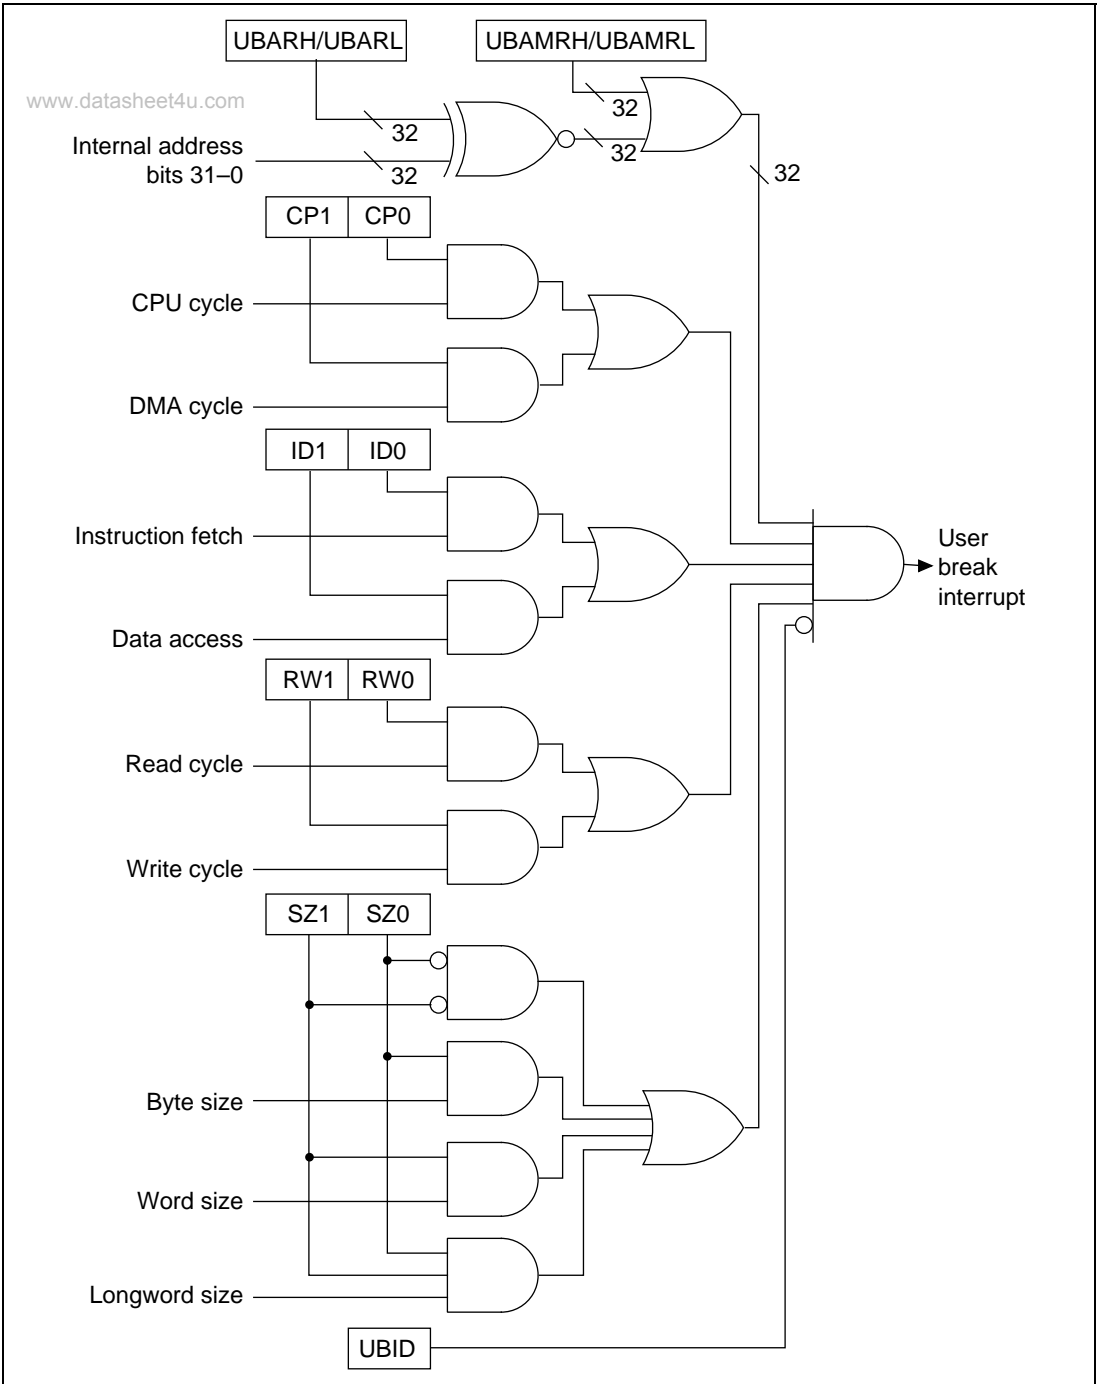 UBARH/UBARL
UBAMRH/UBAMRL
www.datasheet4u.com
32
32
Internal address
bits 31–0
32
32
32
CP1
CP0
CPU cycle
DMA cycle
ID1
ID0
Instruction fetch
User
break
interrupt
Data access
RW1
RW0
Read cycle
Write cycle
SZ1
SZ0
Byte size
Word size
Longword size
UBID